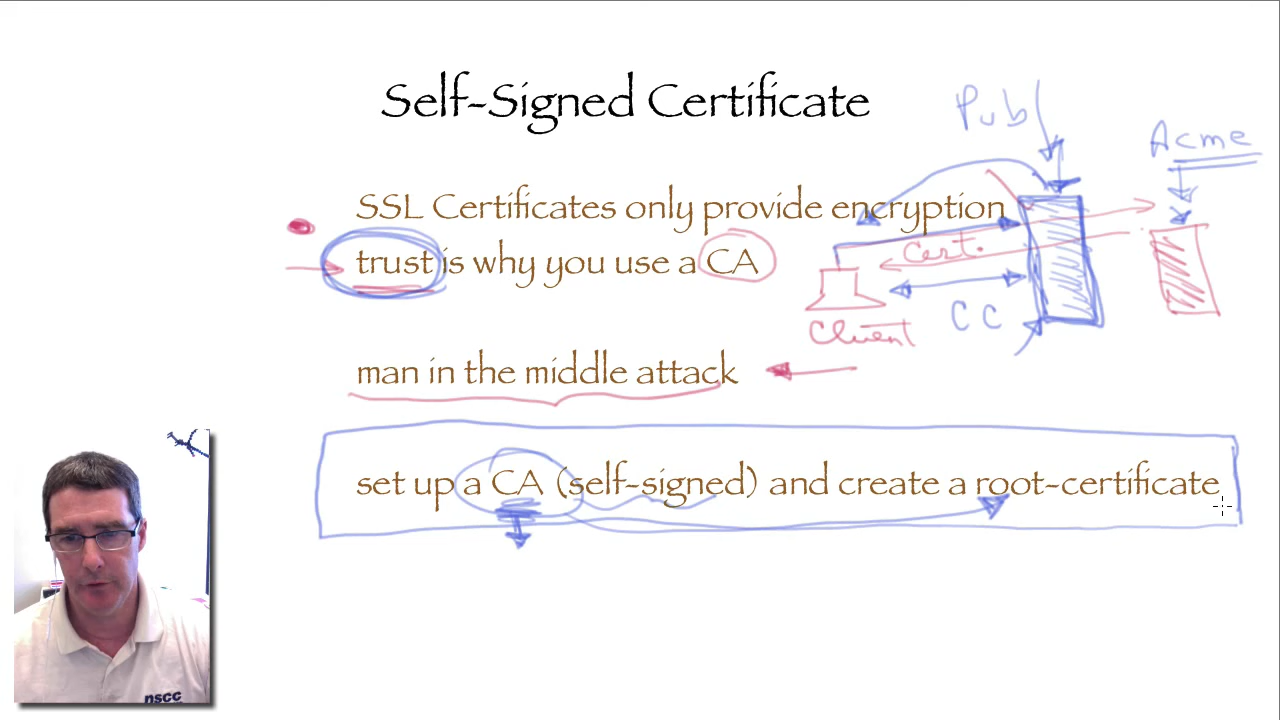 Self-Signed Certificate
Pub
Acme
SSL Certificates only provide encryption
trust is why you use a CA
Cert.
CC
Client
man in the middle attack
set up a CA (self-signed) and create a root-certificate
nscc